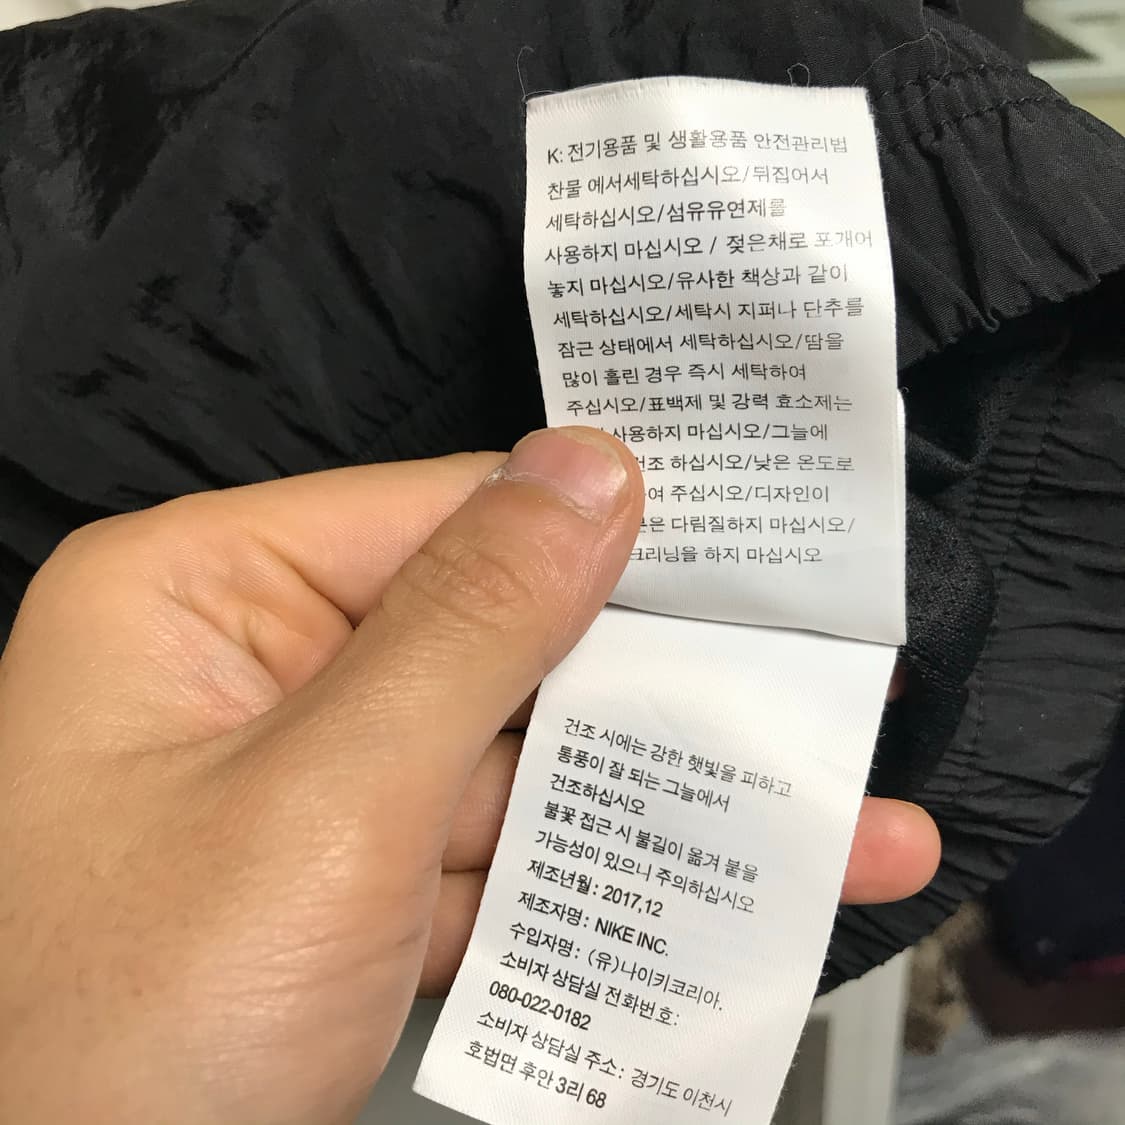 K: 전기용품 및 생활용품 안전관리법
찬물 에서세탁하십시오/뒤집어서
세탁하십시오/섬유유연제를
사용하지 마십시오 / 젖은채로 포개어
놓지 마십시오/유사한 책상과 같이
세탁하십시오/세탁시 지퍼나 단추를
잠근 상태에서 세탁하십시오/땀을
많이 흘린 경우 즉시 세탁하여
주십시오/표백제 및 강력 효소제는
사용하지 마십시오/그늘에
건조 하십시오/낮은 온도로
주십시오/디자인이
다림질하지 마십시오/
하지 마십시오
건조 시에는 강한 햇빛을 피하고
통풍이 잘 되는 그늘에서
건조하십시오
불꽃 접근 시 불길이 옮겨 붙을
가능성이 있으니 주의하십시오
제조년월: 2017,12
제조자명: NIKE INC.
수입자명: (유)나이키코리아.
소비자 상담실 전화번호:
080-022-0182
소비자 상담실 주소: 경기도 이천시
호법면 후안 3리 68